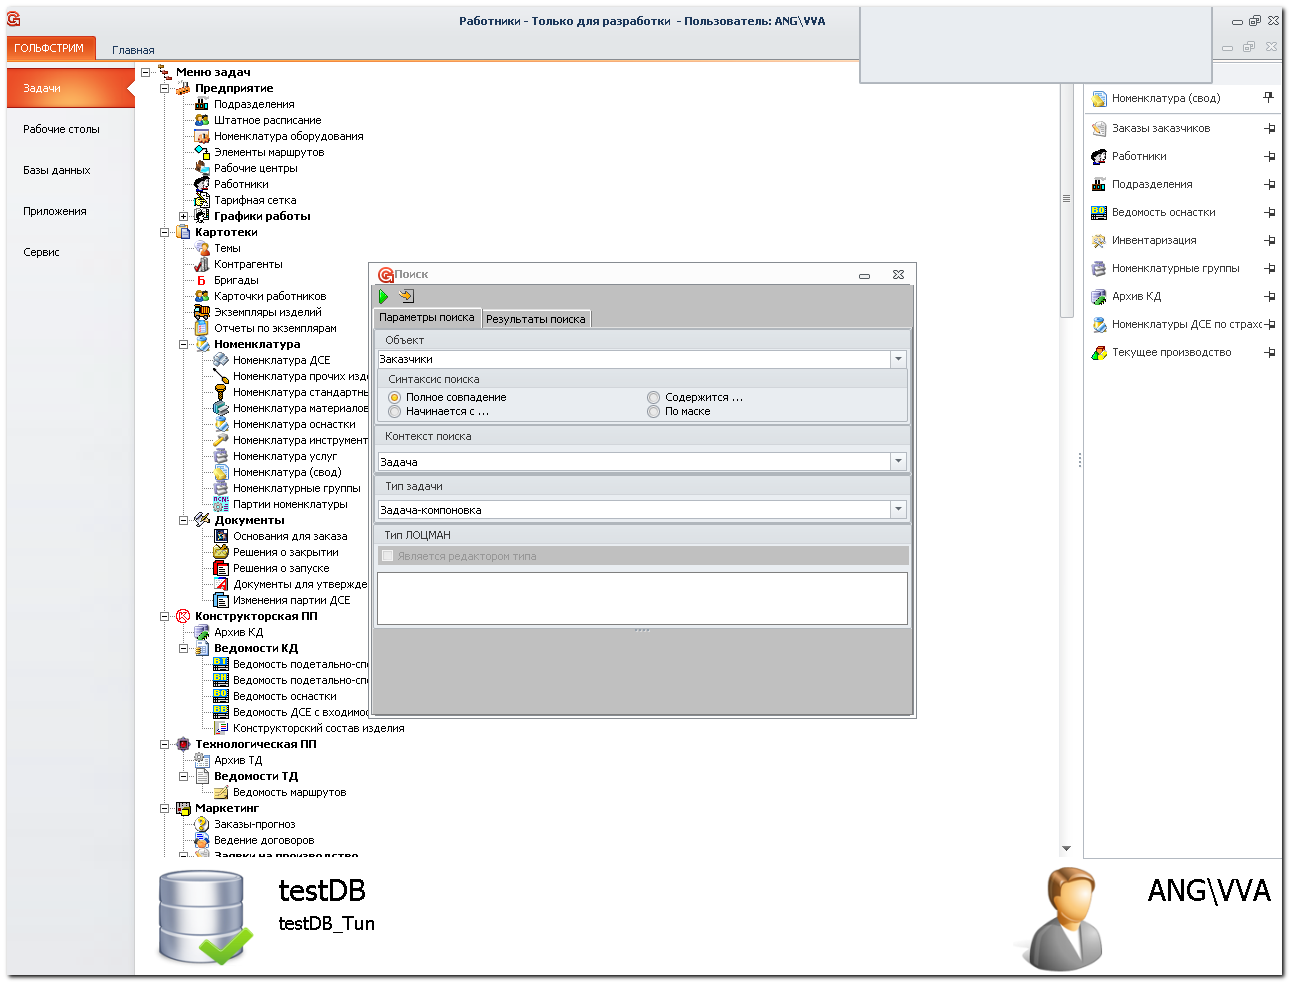 Работники - Только для разработки - Пользователь: ANG\VVA
ГОЛЬФСТРИМ
Главная
Задачи
Рабочие столы
Базы данных
Приложения
Сервис
Меню задач
Предприятие
Подразделения
Штатное расписание
Номенклатура оборудования
Элементы маршрутов
Рабочие центры
Работники
Тарифная сетка
Графики работы
Картотеки
Темы
Контрагенты
Бригады
Карточки работников
Экземпляры изделий
Отчеты по экземплярам
Номенклатура
Номенклатура ДСЕ
Номенклатура прочих изд
Номенклатура стандартн
Номенклатура материалов
Номенклатура оснастки
Номенклатура инструмент
Номенклатура услуг
Номенклатура (свод)
Номенклатурные группы
Партии номенклатуры
Документы
Основания для заказа
Решения о закрытии
Решения о запуске
Документы для утвержде
Изменения партии ДСЕ
Конструкторская ПП
Архив КД
Ведомости КД
Ведомость подетально-спе
Ведомость подетально-спе
Ведомость оснастки
Ведомость ДСЕ с входимо
Конструкторский состав изделия
Технологическая ПП
Архив ТД
Ведомости ТД
Ведомость маршрутов
Маркетинг
Заказы-прогноз
Ведение договоров
Заявки на производство
Поиск
Параметры поиска
Результаты поиска
Объект
Заказчики
Синтаксис поиска
Полное совпадение
Содержится ...
Начинается с ...
По маске
Контекст поиска
Задача
Тип задачи
Задача-компоновка
Тип ЛОЦМАН
Является редактором типа
Номенклатура (свод)
Заказы заказчиков
Работники
Подразделения
Ведомость оснастки
Инвентаризация
Номенклатурные группы
Архив КД
Номенклатуры ДСЕ по страхо
Текущее производство
testDB
testDB_Tun
ANG\VVA